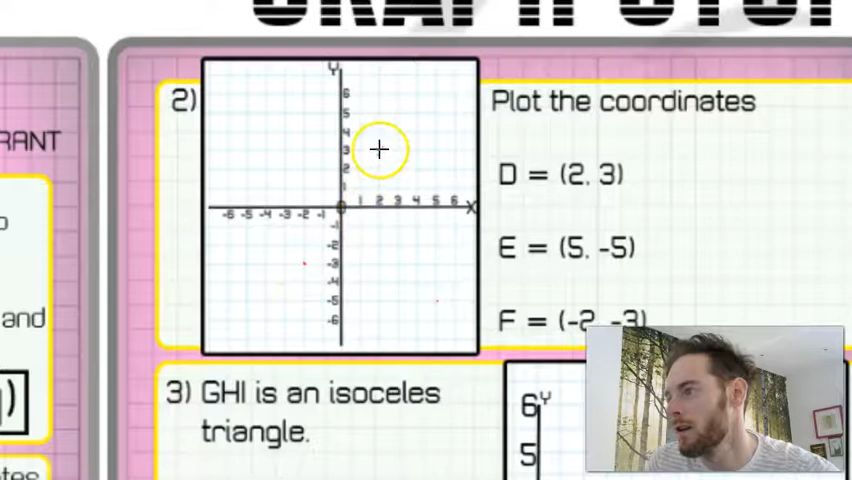 RANT
2)
Y
6
5
4
3
2
1
-6 -5 -4 -3 -2 -1 0 1 2 3 4 5 6 X
-1
-2
-3
-4
-5
-6
Plot the coordinates
D = (2, 3)
E = (5, -5)
F = (-2, -3)
and
3) GHI is an isoceles
triangle.
6 Y
5